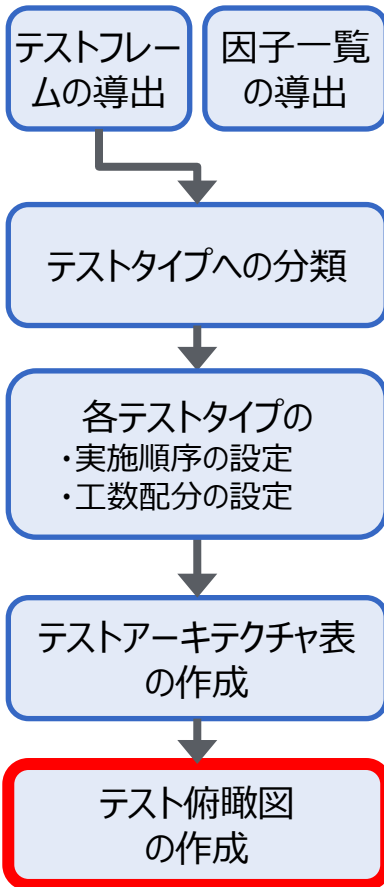 テストフレー
ムの導出
因子一覧
の導出
テストタイプへの分類
各テストタイプの
・実施順序の設定
・工数配分の設定
テストアーキテクチャ表
の作成
テスト俯瞰図
の作成